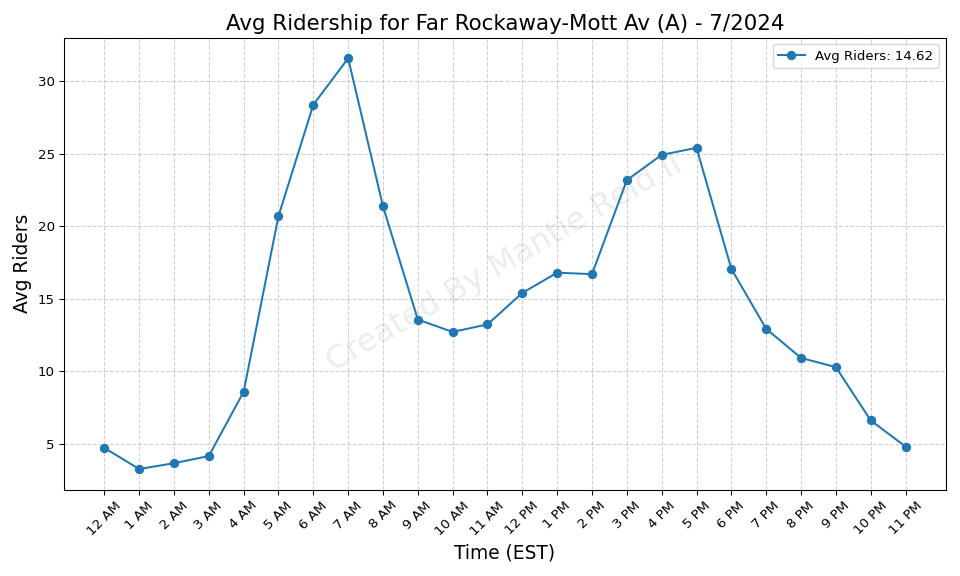 Avg Ridership for Far Rockaway-Mott Av (A) - 7/2024
Avg Riders: 14.62
Avg Riders
30
25
20
15
10
5
Created By Mantle Reid II
12 AM
1 AM
2 AM
3 AM
4 AM
5 AM
6 AM
7 AM
8 AM
9 AM
10 AM
11 AM
12 PM
1 PM
2 PM
3 PM
4 PM
5 PM
6 PM
7 PM
8 PM
9 PM
10 PM
11 PM
Time (EST)